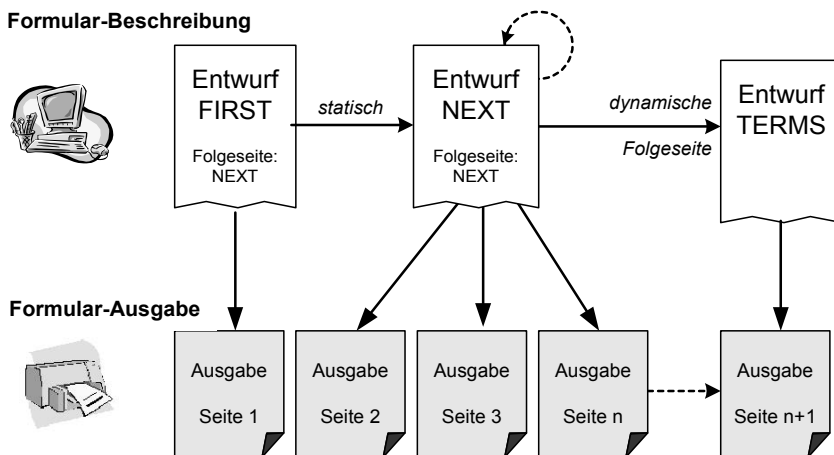 Formular-Beschreibung
Entwurf
FIRST
Folgeseite:
NEXT
statisch
Entwurf
NEXT
Folgeseite:
NEXT
dynamische
Folgeseite
Entwurf
TERMS
Formular-Ausgabe
Ausgabe
Seite 1
Ausgabe
Seite 2
Ausgabe
Seite 3
Ausgabe
Seite n
Ausgabe
Seite n+1